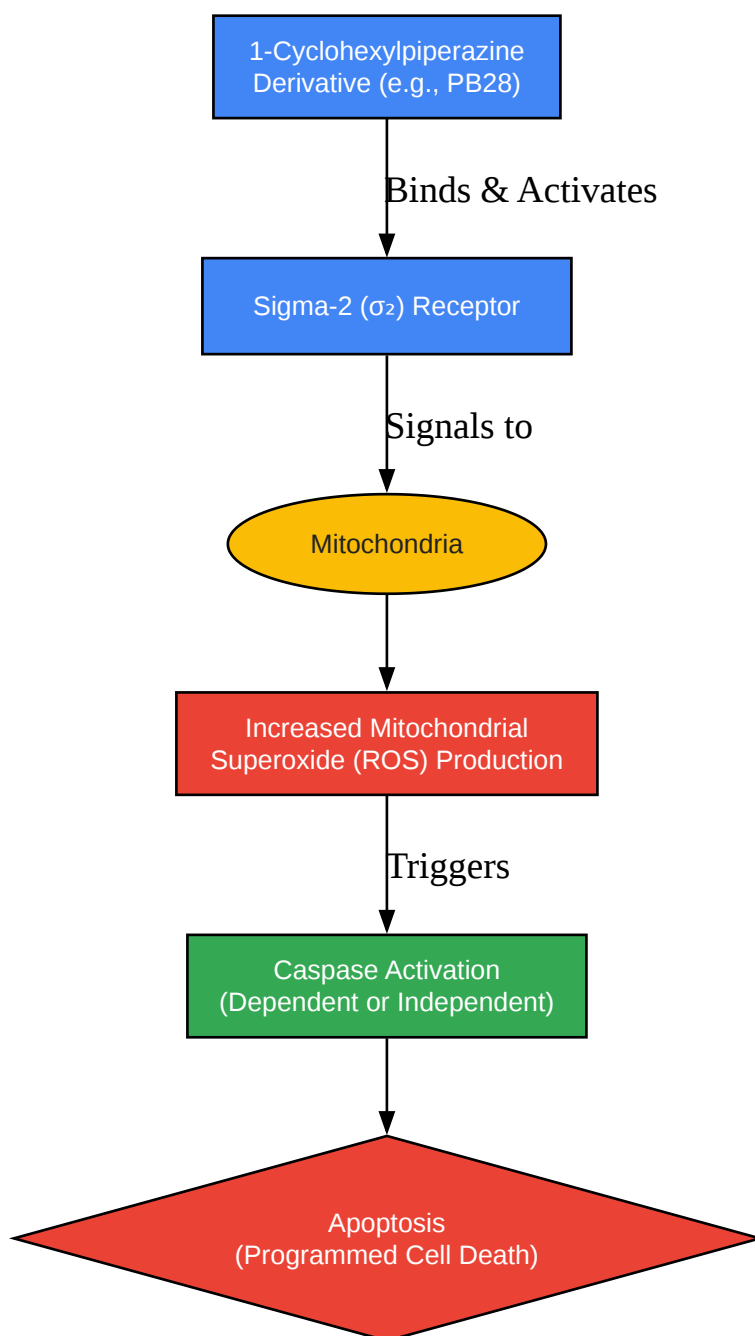 1-Cyclohexylpiperazine
Derivative (e.g., PB28)
Binds & Activates
Sigma-2 (σ₂) Receptor
Signals to
Mitochondria
Increased Mitochondrial
Superoxide (ROS) Production
Triggers
Caspase Activation
(Dependent or Independent)
Apoptosis
(Programmed Cell Death)